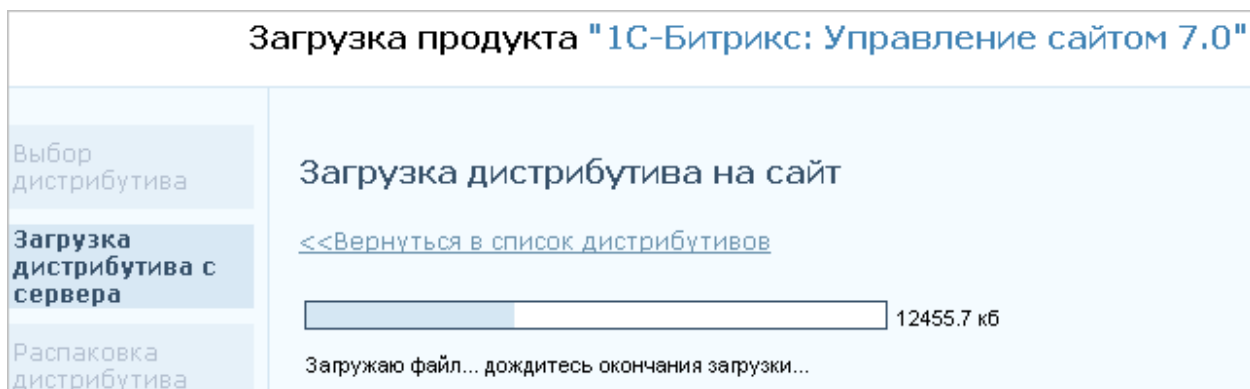 Загрузка продукта "1С-Битрикс: Управление сайтом 7.0"
Выбор
дистрибутива
Загрузка
дистрибутива с
сервера
Распаковка
дистрибутива
Загрузка дистрибутива на сайт
<<Вернуться в список дистрибутивов
12455.7 кб
Загружаю файл... дождитесь окончания загрузки...